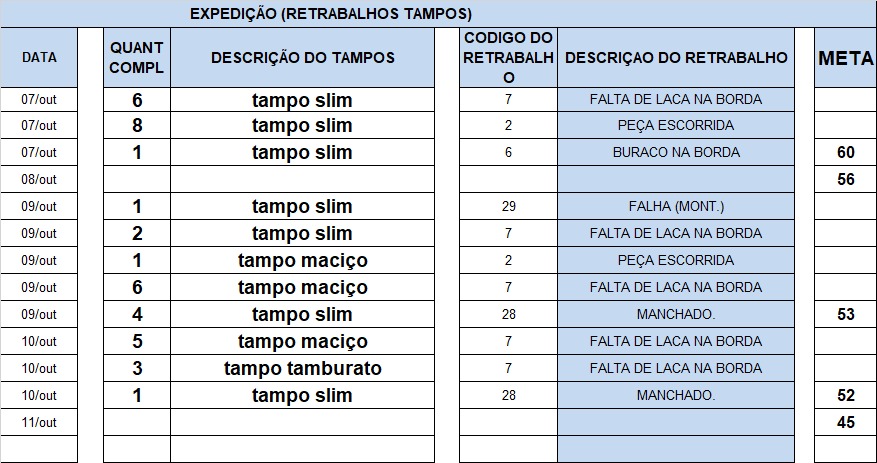 EXPEDIÇÃO (RETRABALHOS TAMPOS)
DATA QUANT COMPL DESCRIÇÃO DO TAMPOS CODIGO DO RETRABALHO DESCRIÇAO DO RETRABALHO META
07/out 6 tampo slim 7 FALTA DE LACA NA BORDA
07/out 8 tampo slim 2 PEÇA ESCORRIDA
07/out 1 tampo slim 6 BURACO NA BORDA 60
08/out 56
09/out 1 tampo slim 29 FALHA (MONT.)
09/out 2 tampo slim 7 FALTA DE LACA NA BORDA
09/out 1 tampo maciço 2 PEÇA ESCORRIDA
09/out 6 tampo maciço 7 FALTA DE LACA NA BORDA
09/out 4 tampo slim 28 MANCHADO. 53
10/out 5 tampo maciço 7 FALTA DE LACA NA BORDA
10/out 3 tampo tamburato 7 FALTA DE LACA NA BORDA
10/out 1 tampo slim 28 MANCHADO. 52
11/out 45